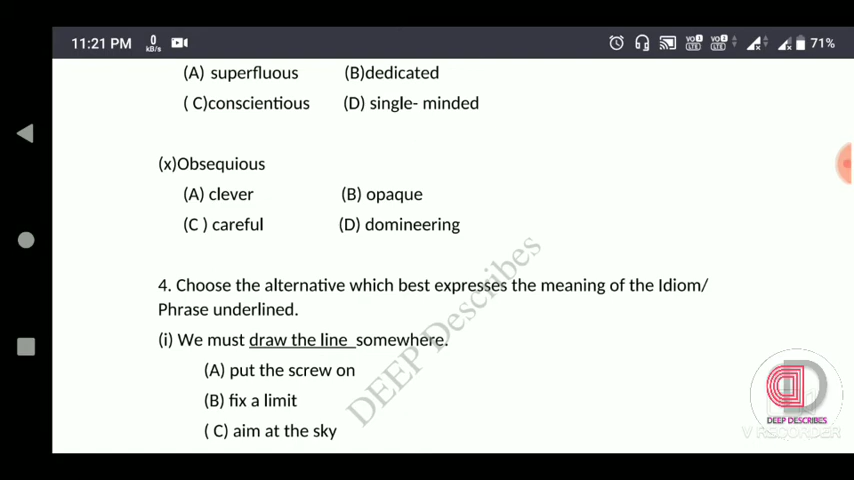 11:21 PM 0 kB/s 71%
(A) superfluous (B)dedicated
( C)conscientious (D) single- minded
(x)Obsequious
(A) clever (B) opaque
(C ) careful (D) domineering
4. Choose the alternative which best expresses the meaning of the Idiom/
Phrase underlined.
(i) We must draw the line somewhere.
(A) put the screw on
(B) fix a limit
( C) aim at the sky
DEEP Describes
DEEP DESCRIBES